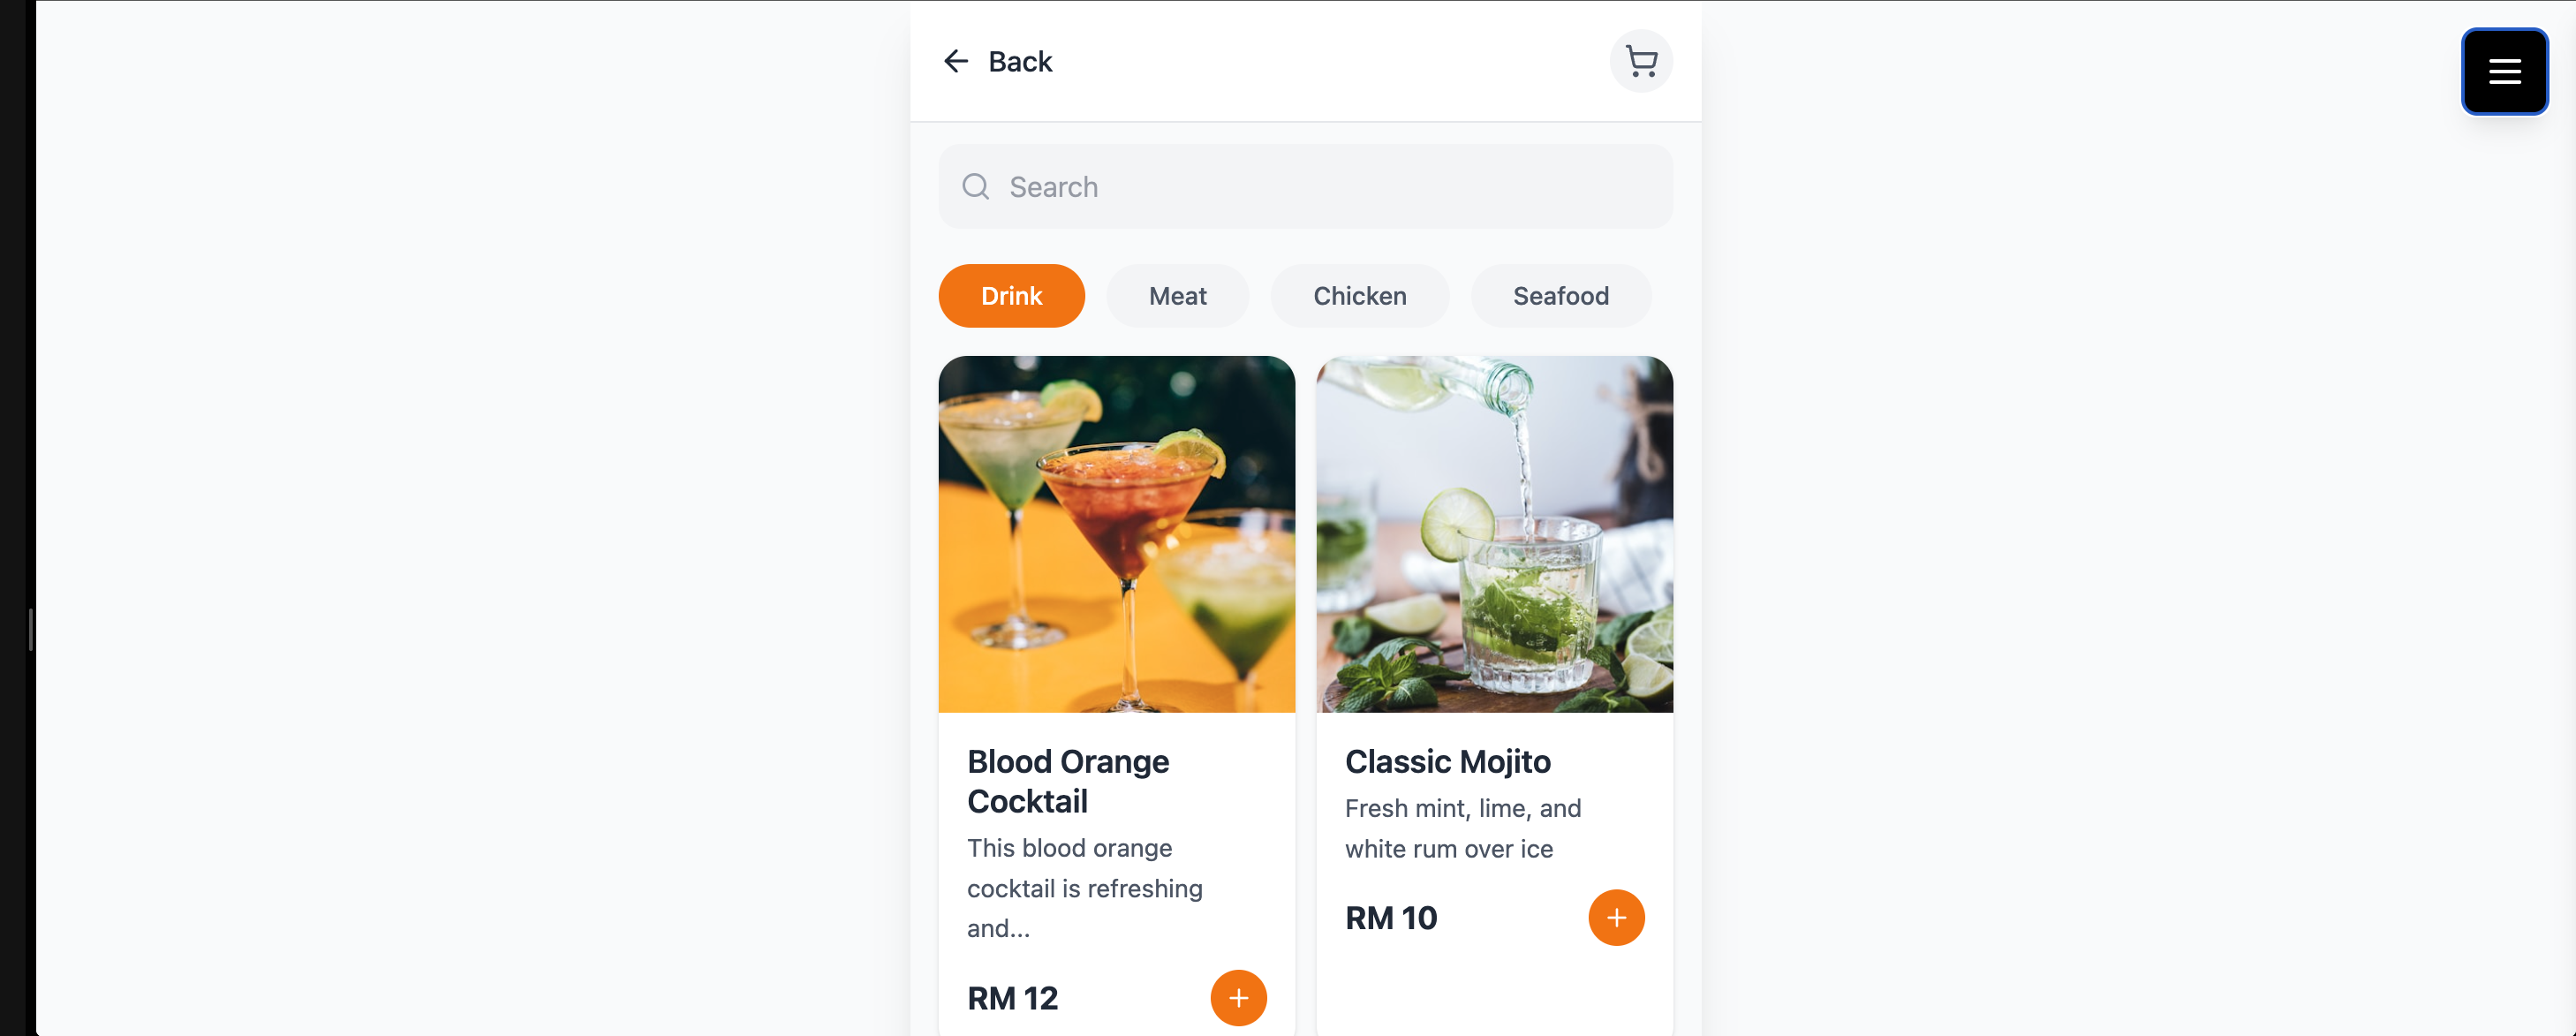 Back
Search
Drink
Meat
Chicken
Seafood
Blood Orange
Cocktail
This blood orange
cocktail is refreshing
and...
RM 12
Classic Mojito
Fresh mint, lime, and
white rum over ice
RM 10